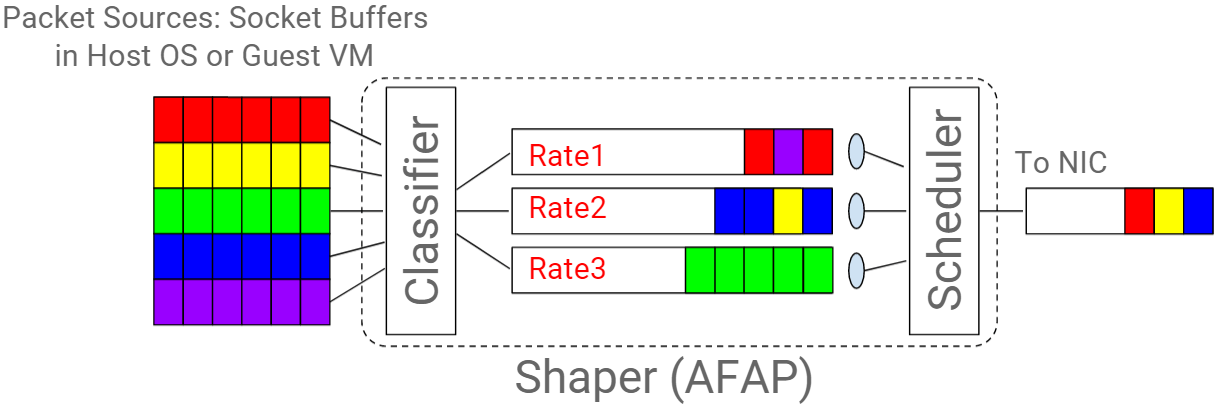 Packet Sources: Socket Buffers
in Host OS or Guest VM
Classifier
Rate1
Rate2
Rate3
Scheduler
To NIC
Shaper (AFAP)